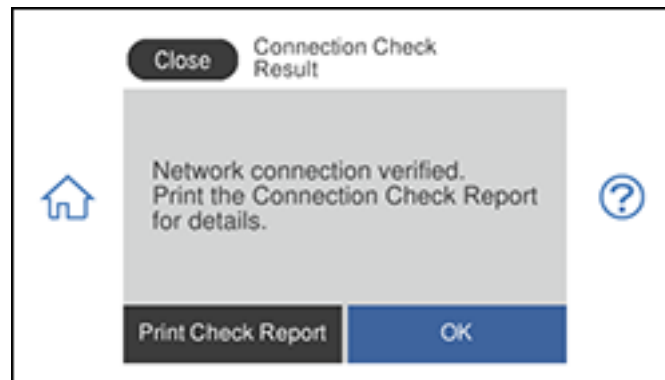 Close
Connection Check
Result
Network connection verified.
Print the Connection Check Report
for details.
Print Check Report
OK